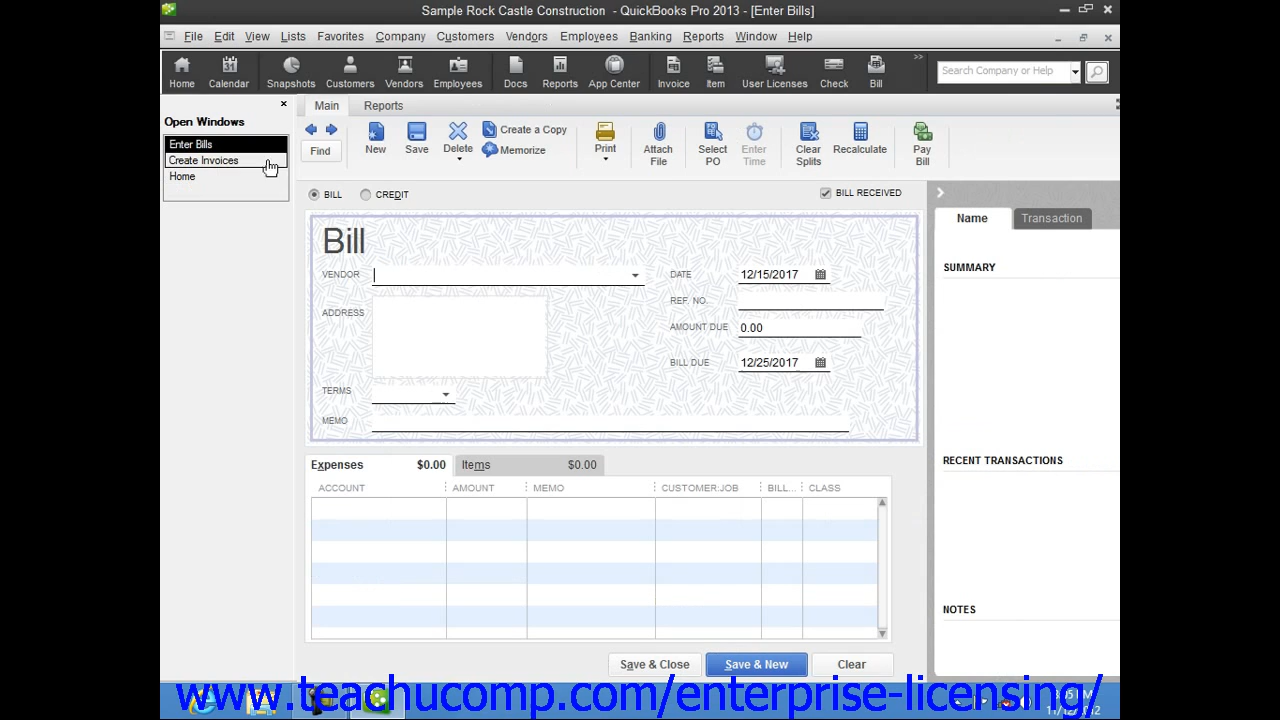 Sample Rock Castle Construction - QuickBooks Pro 2013 - [Enter Bills]
File Edit View Lists Favorites Company Customers Vendors Employees Banking Reports Window Help
Home Calendar Snapshots Customers Vendors Employees Docs Reports App Center Invoice Item User Licenses Check Bill
Search Company or Help
Open Windows
Enter Bills
Create Invoices
Home
Main Reports
Find
New
Save
Delete
Create a Copy
Memorize
Print
Attach
File
Select
PO
Enter
Time
Clear
Splits
Recalculate
Pay
Bill
BILL CREDIT
BILL RECEIVED
Bill
VENDOR
ADDRESS
TERMS
MEMO
DATE 12/15/2017
REF. NO.
AMOUNT DUE 0.00
BILL DUE 12/25/2017
Expenses $0.00
Items $0.00
ACCOUNT AMOUNT MEMO CUSTOMER:JOB BILL... CLASS
Save & Close Save & New Clear
Name Transaction
SUMMARY
RECENT TRANSACTIONS
NOTES
www.teachucomp.com/enterprise-licensing/